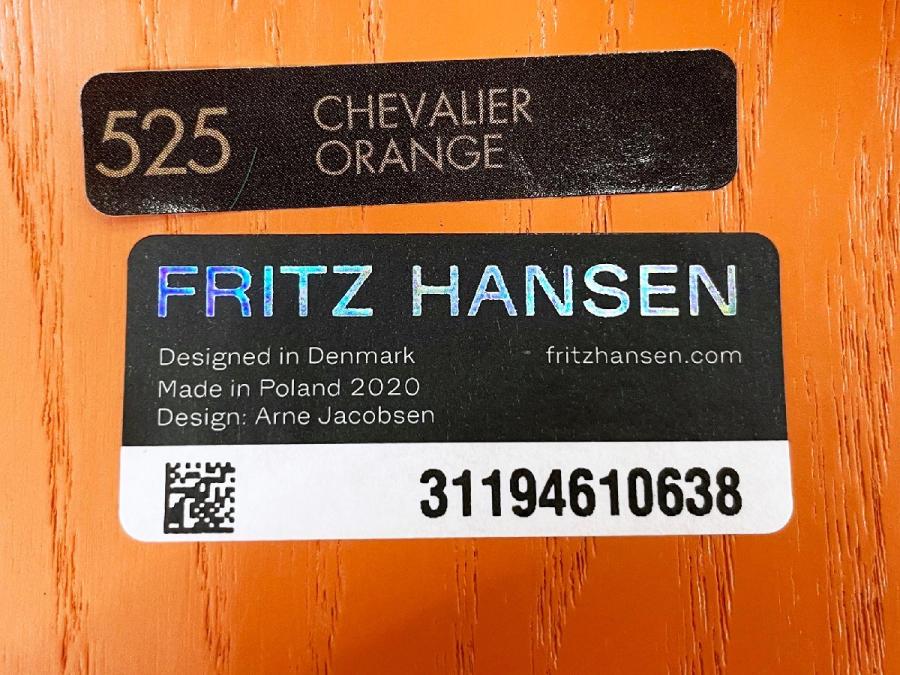 525
CHEVALIER
ORANGE
FRITZ HANSEN
Designed in Denmark
fritzhansen.com
Made in Poland 2020
Design: Arne Jacobsen
31194610638